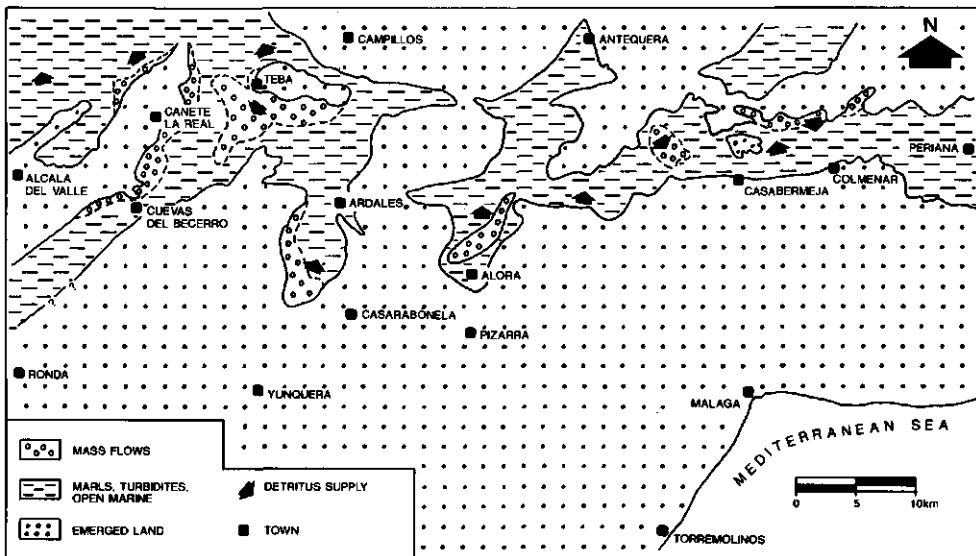 N
CAMPILLOS
ANTEQUERA
TEBA
CAÑETE
LA REAL
PERIANA
ALCALA
DEL VALLE
COLMENAR
CASABERMEJA
CUEVAS
DEL BECERRO
ARDALES
ALORA
CASARABONELA
PIZARRA
RONDA
YUNQUERA
MALAGA
MEDITERRANEAN SEA
MASS FLOWS
MARLS, TURBIDITES,
OPEN MARINE
DETRITUS SUPPLY
EMERGED LAND
TOWN
0 5 10km
TORREMOLINOS